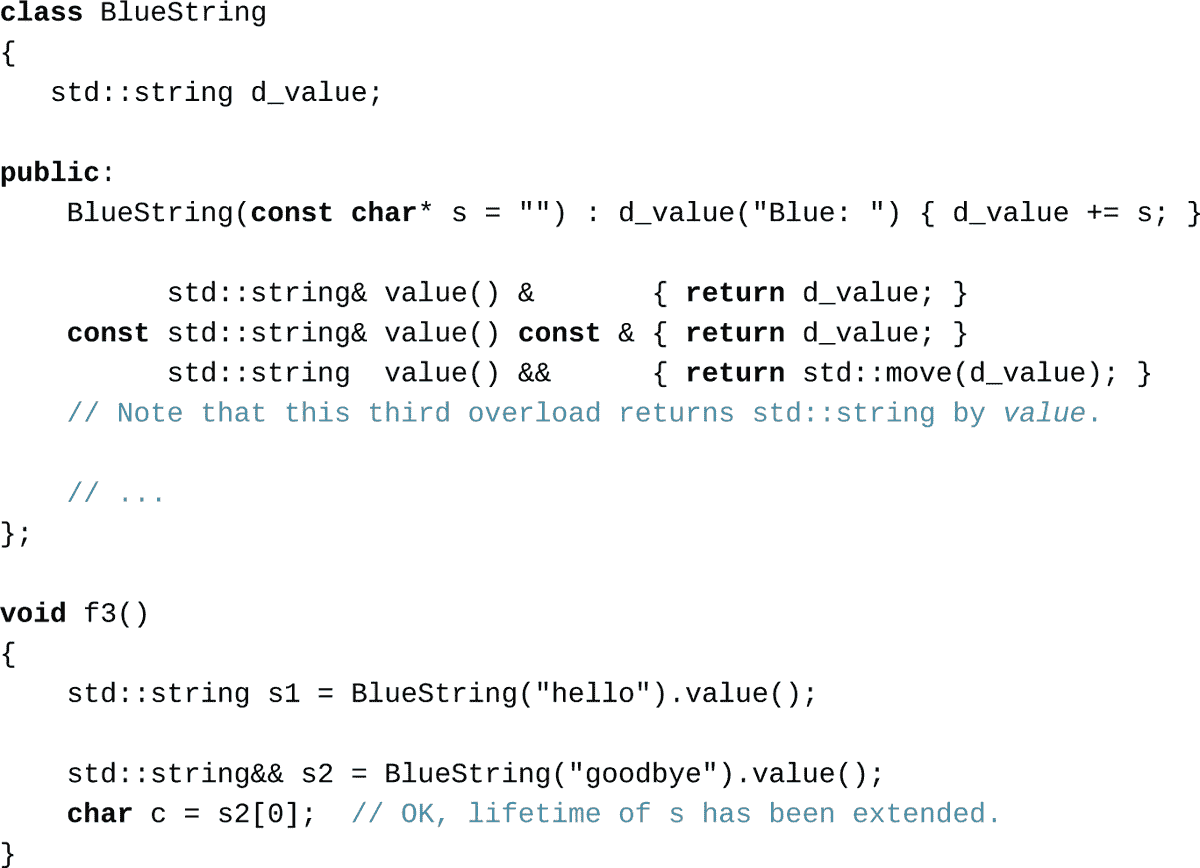 class BlueString
{
   std::string d_value;

public:
    BlueString(const char* s = "") : d_value("Blue: ") { d_value += s; }

          std::string& value() &       { return d_value; }
    const std::string& value() const & { return d_value; }
          std::string  value() &&      { return std::move(d_value); }
    // Note that this third overload returns std::string by value.

    // ...
};

void f3()
{
    std::string s1 = BlueString("hello").value();

    std::string&& s2 = BlueString("goodbye").value();
    char c = s2[0];  // OK, lifetime of s has been extended.
}